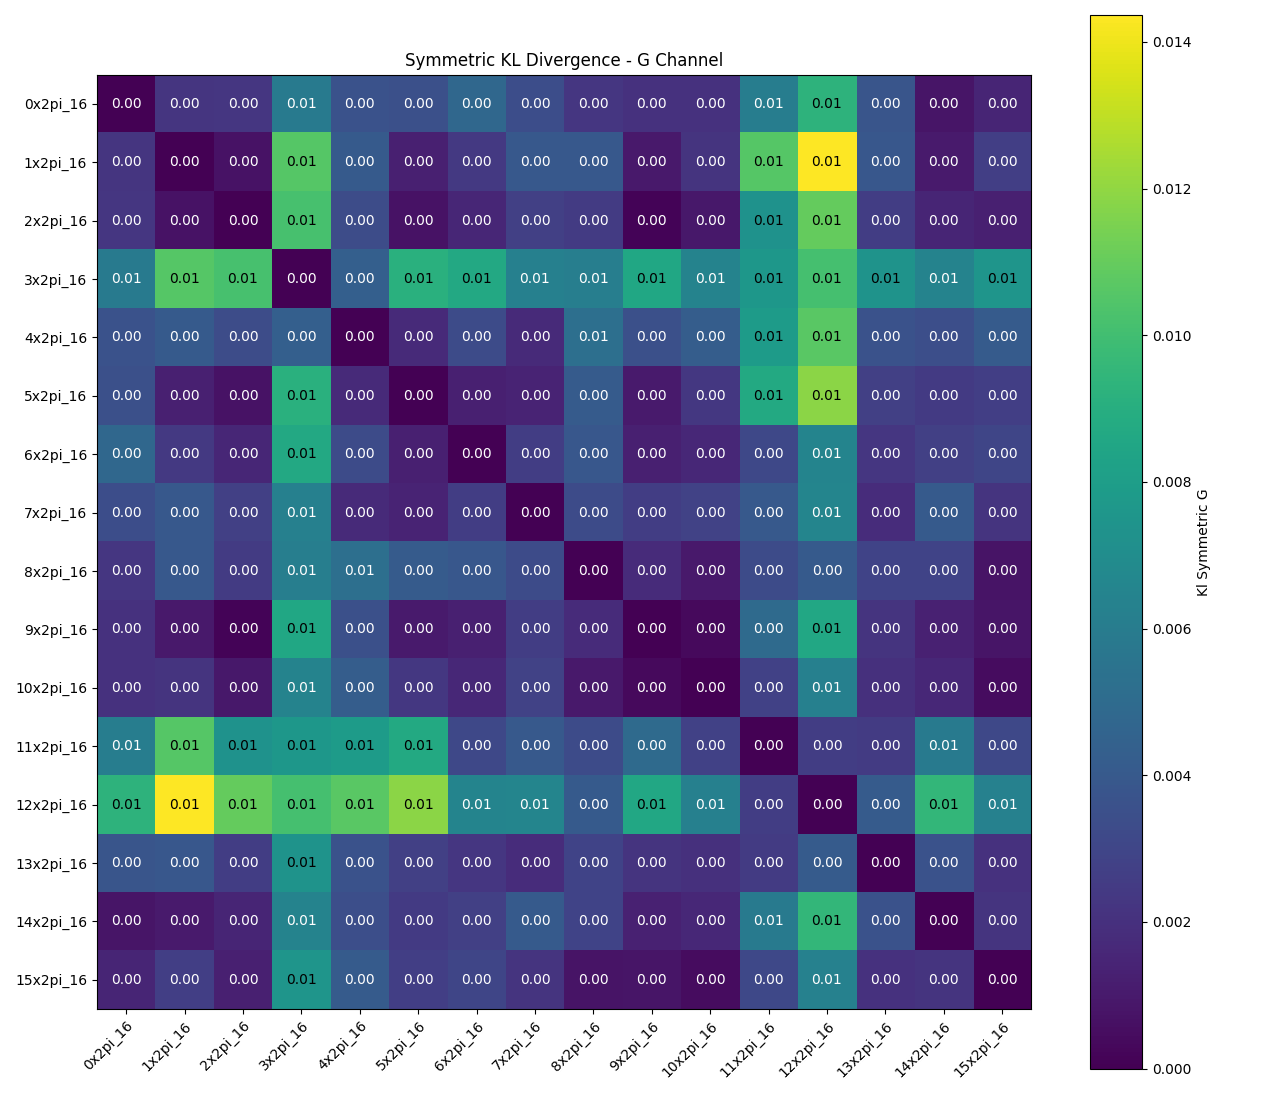 Symmetric KL Divergence - G Channel
0x2pi_16 0.00 0.00 0.00 0.01 0.00 0.00 0.00 0.00 0.00 0.00 0.00 0.01 0.01 0.00 0.00 0.00
1x2pi_16 0.00 0.00 0.00 0.01 0.00 0.00 0.00 0.00 0.00 0.00 0.00 0.01 0.01 0.00 0.00 0.00
2x2pi_16 0.00 0.00 0.00 0.01 0.00 0.00 0.00 0.00 0.00 0.00 0.00 0.01 0.01 0.00 0.00 0.00
3x2pi_16 0.01 0.01 0.01 0.00 0.00 0.01 0.01 0.01 0.01 0.01 0.01 0.01 0.01 0.01 0.01 0.01
4x2pi_16 0.00 0.00 0.00 0.00 0.00 0.00 0.00 0.00 0.01 0.00 0.00 0.01 0.01 0.00 0.00 0.00
5x2pi_16 0.00 0.00 0.00 0.01 0.00 0.00 0.00 0.00 0.00 0.00 0.00 0.01 0.01 0.00 0.00 0.00
6x2pi_16 0.00 0.00 0.00 0.01 0.00 0.00 0.00 0.00 0.00 0.00 0.00 0.00 0.01 0.00 0.00 0.00
7x2pi_16 0.00 0.00 0.00 0.01 0.00 0.00 0.00 0.00 0.00 0.00 0.00 0.00 0.01 0.00 0.00 0.00
8x2pi_16 0.00 0.00 0.00 0.01 0.01 0.00 0.00 0.00 0.00 0.00 0.00 0.00 0.00 0.00 0.00 0.00
9x2pi_16 0.00 0.00 0.00 0.01 0.00 0.00 0.00 0.00 0.00 0.00 0.00 0.00 0.01 0.00 0.00 0.00
10x2pi_16 0.00 0.00 0.00 0.01 0.00 0.00 0.00 0.00 0.00 0.00 0.00 0.00 0.01 0.00 0.00 0.00
11x2pi_16 0.01 0.01 0.01 0.01 0.01 0.01 0.00 0.00 0.00 0.00 0.00 0.00 0.00 0.00 0.01 0.00
12x2pi_16 0.01 0.01 0.01 0.01 0.01 0.01 0.01 0.01 0.00 0.01 0.01 0.00 0.00 0.00 0.01 0.01
13x2pi_16 0.00 0.00 0.00 0.01 0.00 0.00 0.00 0.00 0.00 0.00 0.00 0.00 0.00 0.00 0.00 0.00
14x2pi_16 0.00 0.00 0.00 0.01 0.00 0.00 0.00 0.00 0.00 0.00 0.00 0.01 0.01 0.00 0.00 0.00
15x2pi_16 0.00 0.00 0.00 0.01 0.00 0.00 0.00 0.00 0.00 0.00 0.00 0.00 0.01 0.00 0.00 0.00
0x2pi_16 1x2pi_16 2x2pi_16 3x2pi_16 4x2pi_16 5x2pi_16 6x2pi_16 7x2pi_16 8x2pi_16 9x2pi_16 10x2pi_16 11x2pi_16 12x2pi_16 13x2pi_16 14x2pi_16 15x2pi_16
0.014
0.012
0.010
0.008
0.006
0.004
0.002
0.000
Kl Symmetric G